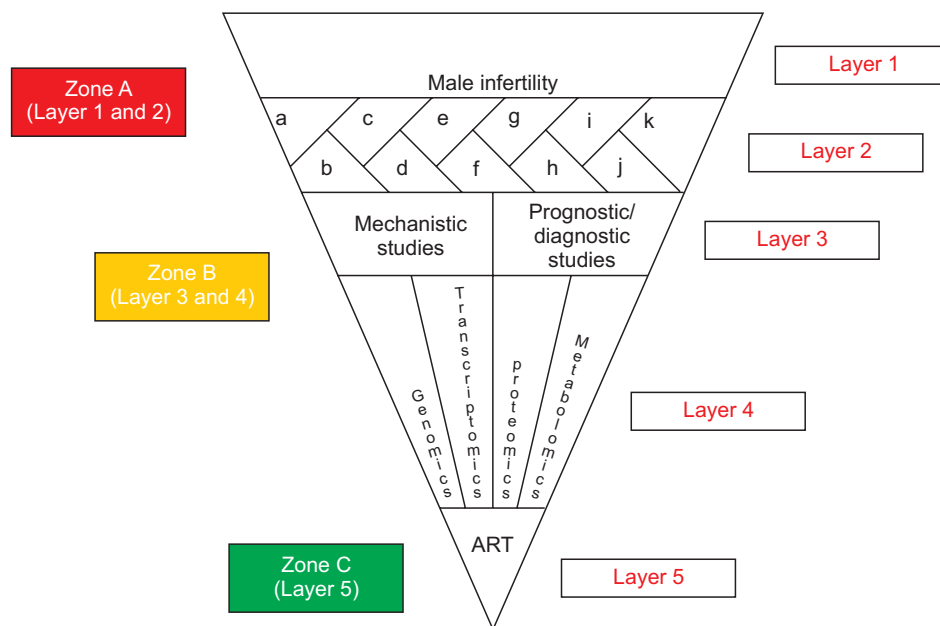 Male infertility
Layer 1
Zone A
(Layer 1 and 2)
a c e g i k
b d f h j
Layer 2
Mechanistic
studies
Prognostic/
diagnostic
studies
Layer 3
Zone B
(Layer 3 and 4)
Genomics
Transcriptomics
proteomics
Metabolomics
Layer 4
ART
Zone C
(Layer 5)
Layer 5